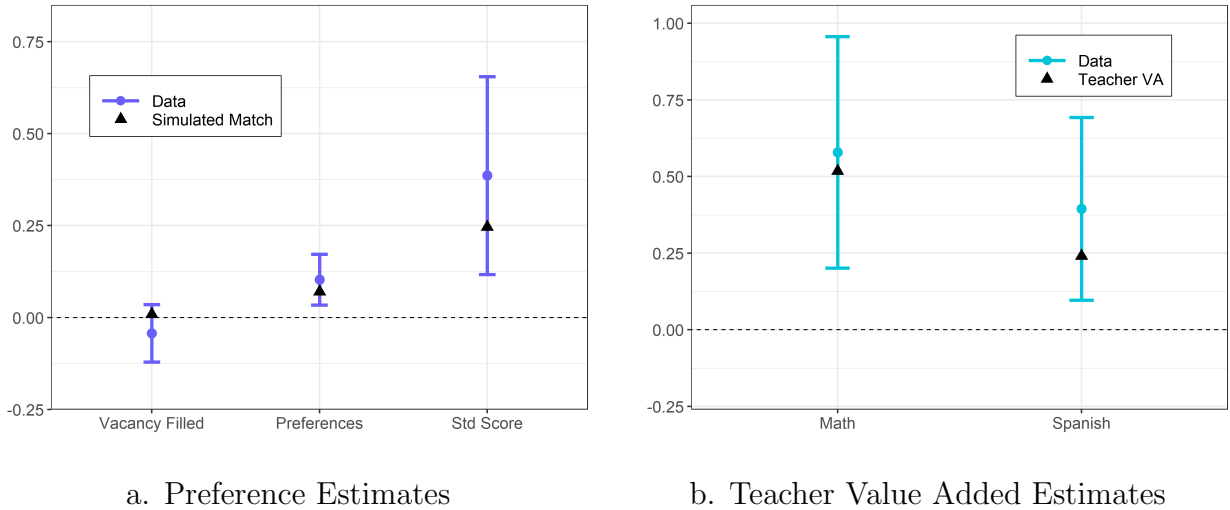 0.75
0.50
0.25
0.00
-0.25
Data
Simulated Match
Vacancy Filled
Preferences
Std Score
a. Preference Estimates
1.00
0.75
0.50
0.25
0.00
-0.25
Data
Teacher VA
Math
Spanish
b. Teacher Value Added Estimates